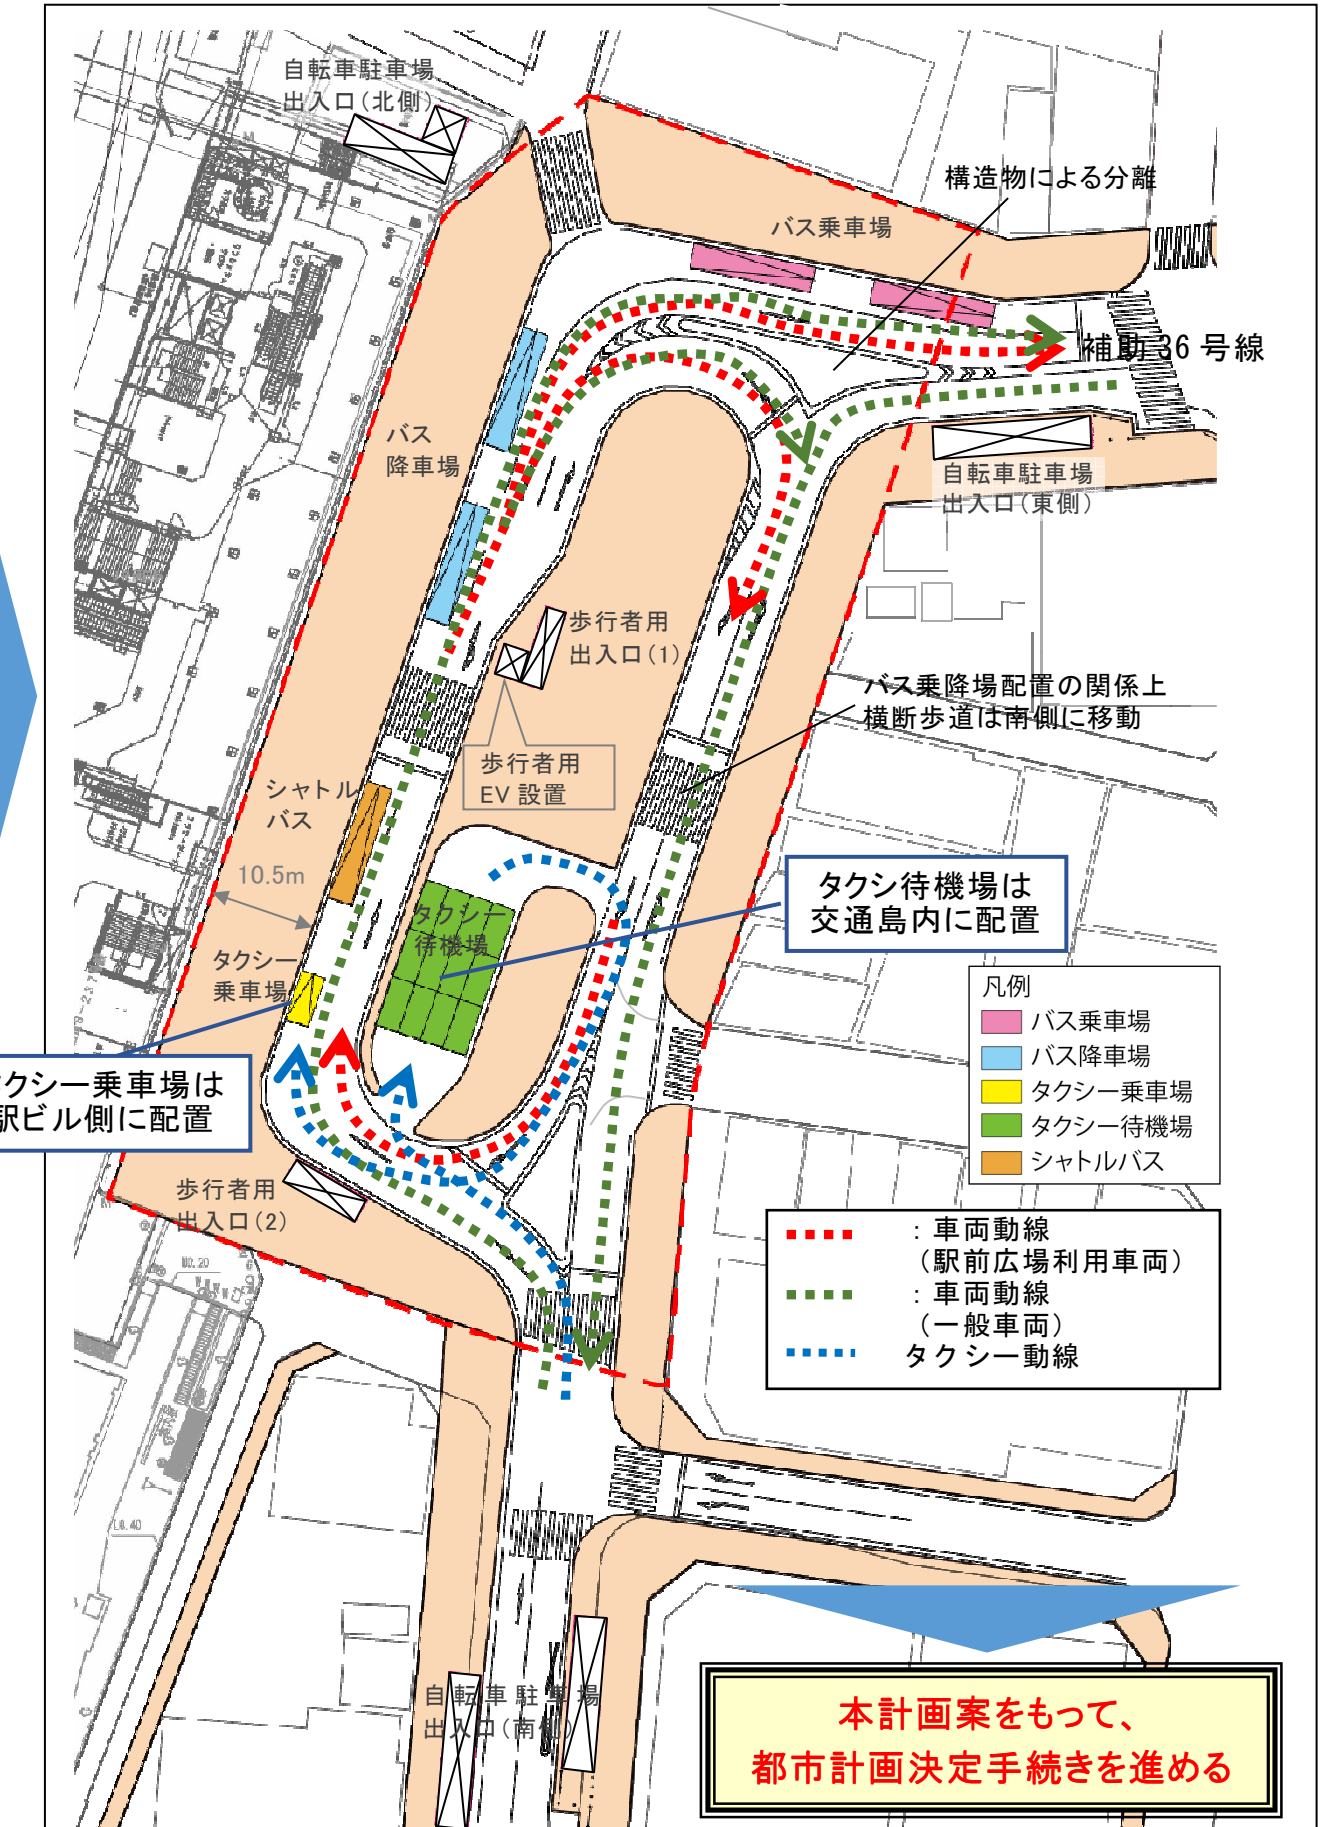 自転車駐車場
出入口(北側)
構造物による分離
バス乗車場
補助36号線
バス
降車場
自転車駐車場
出入口(東側)
歩行者用
出入口(1)
バス乗降場配置の関係上
横断歩道は南側に移動
歩行者用
EV設置
シャトル
バス
10.5m
タクシ待機場は
交通島内に配置
タクシー
待機場
タクシー
乗車場
凡例
バス乗車場
バス降車場
タクシー乗車場
タクシー待機場
シャトルバス
クシー乗車場は
駅ビル側に配置
歩行者用
出入口(2)
：車両動線
(駅前広場利用車両)
：車両動線
(一般車両)
タクシー動線
自転車駐車場
出入口(南側)
本計画案をもって、
都市計画決定手続きを進める